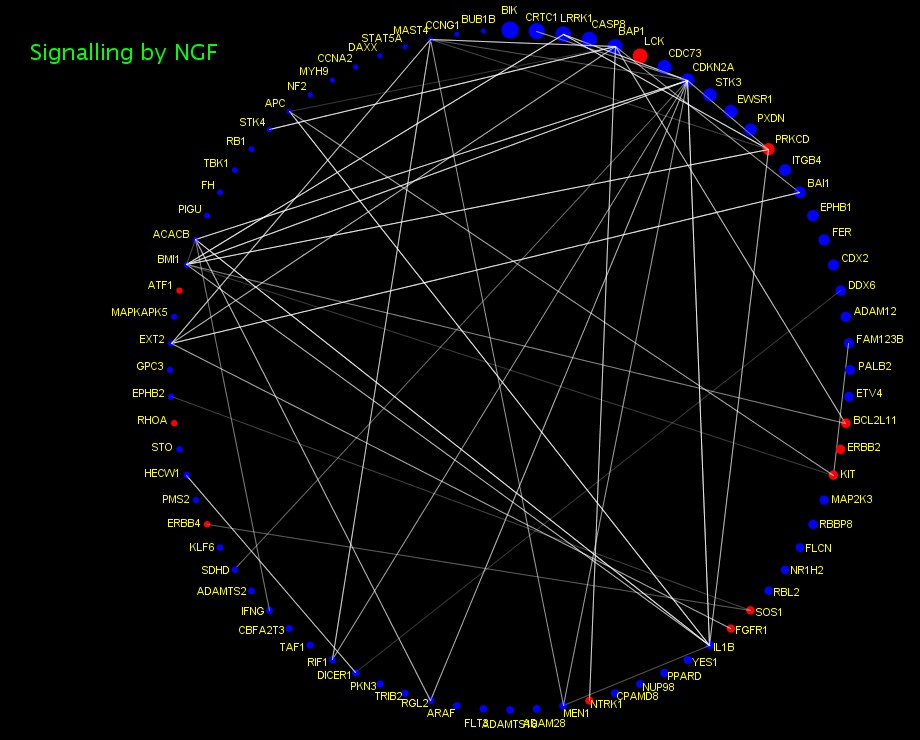 Signalling by NGF
BIK
CRTC1
LRRK1
CASP8
BAP1
LCK
CDC73
CDKN2A
STK3
EWSR1
PXDN
PRKCD
ITGB4
BAI1
EPHB1
FER
CDX2
DDX6
ADAM12
FAM123B
PALB2
ETV4
BCL2L11
ERBB2
KIT
MAP2K3
RBBP8
FLCN
NR1H2
RBL2
SOS1
FGFR1
IL1B
YES1
PPARD
NUP98
CPAMD8
NTRK1
MEN1
ADAM28
FLT3
ARAF
RGL2
TRIB2
PKN3
DICER1
RIF1
TAF1
CBFA2T3
IFNG
ADAMTS2
SDHD
KLF6
ERBB4
PMS2
HECW1
STO
RHOA
EPHB2
GPC3
EXT2
MAPKAPK5
ATF1
BMI1
ACACB
PIGU
FH
TBK1
RB1
STK4
APC
NF2
MYH9
CCNA2
DAXX
STAT5A
MAST4
CCNG1
BUB1B